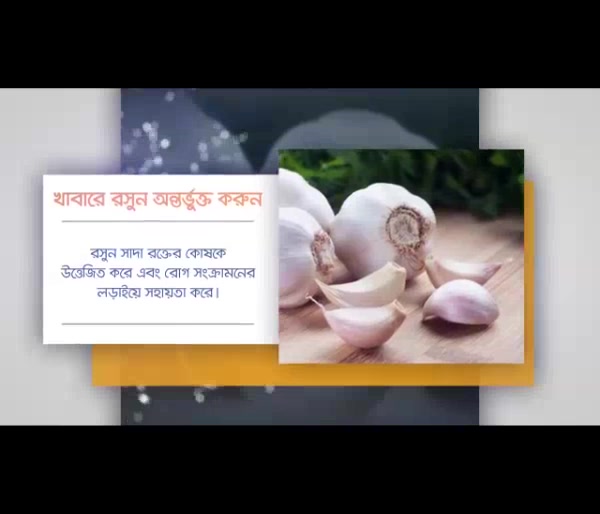 খাবারে রসুন অন্তর্ভুক্ত করুন
রসুন সাদা রক্তের কোষকে
উত্তেজিত করে এবং রোগ সংক্রামনের
লড়াইয়ে সহায়তা করে।